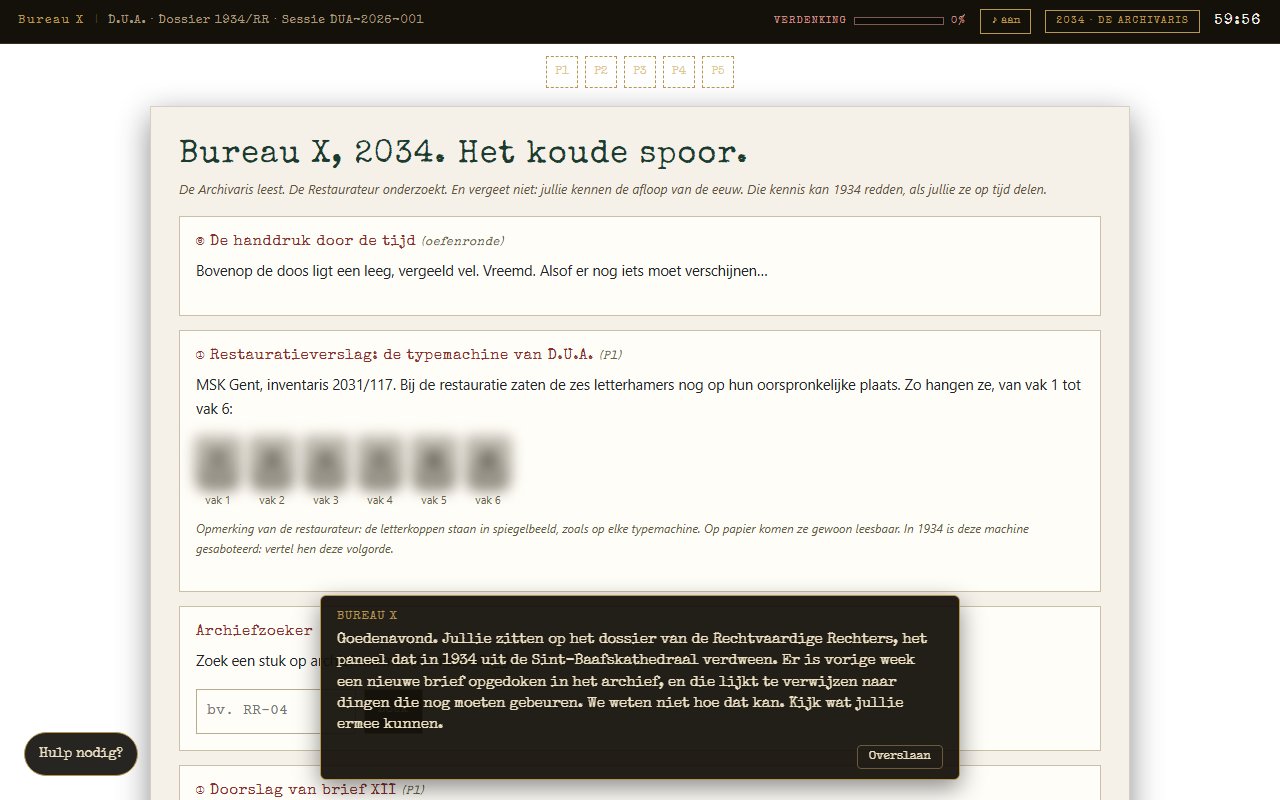 Bureau X | D.U.A. · Dossier 1934/RR · Sessie DUA-2026-001
VERDENKING 0% ♪ aan 2034 · DE ARCHIVARIS 59:56
P1 P2 P3 P4 P5
Bureau X, 2034. Het koude spoor.
De Archivaris leest. De Restaurateur onderzoekt. En vergeet niet: jullie kennen de afloop van de eeuw. Die kennis kan 1934 redden, als jullie ze op tijd delen.
⓪ De handdruk door de tijd (oefenronde)
Bovenop de doos ligt een leeg, vergeeld vel. Vreemd. Alsof er nog iets moet verschijnen…
① Restauratieverslag: de typemachine van D.U.A. (P1)
MSK Gent, inventaris 2031/117. Bij de restauratie zaten de zes letterhamers nog op hun oorspronkelijke plaats. Zo hangen ze, van vak 1 tot
vak 6:
vak 1 vak 2 vak 3 vak 4 vak 5 vak 6
Opmerking van de restaurateur: de letterkoppen staan in spiegelbeeld, zoals op elke typemachine. Op papier komen ze gewoon leesbaar. In 1934 is deze machine
gesaboteerd: vertel hen deze volgorde.
Archiefzoeker
Zoek een stuk op
bv. RR-04
BUREAU X
Goedenavond. Jullie zitten op het dossier van de Rechtvaardige Rechters, het
paneel dat in 1934 uit de Sint-Baafskathedraal verdween. Er is vorige week
een nieuwe brief opgedoken in het archief, en die lijkt te verwijzen naar
dingen die nog moeten gebeuren. We weten niet hoe dat kan. Kijk wat jullie
ermee kunnen.
Overslaan
Hulp nodig?
① Doorslag van brief XII (P1)